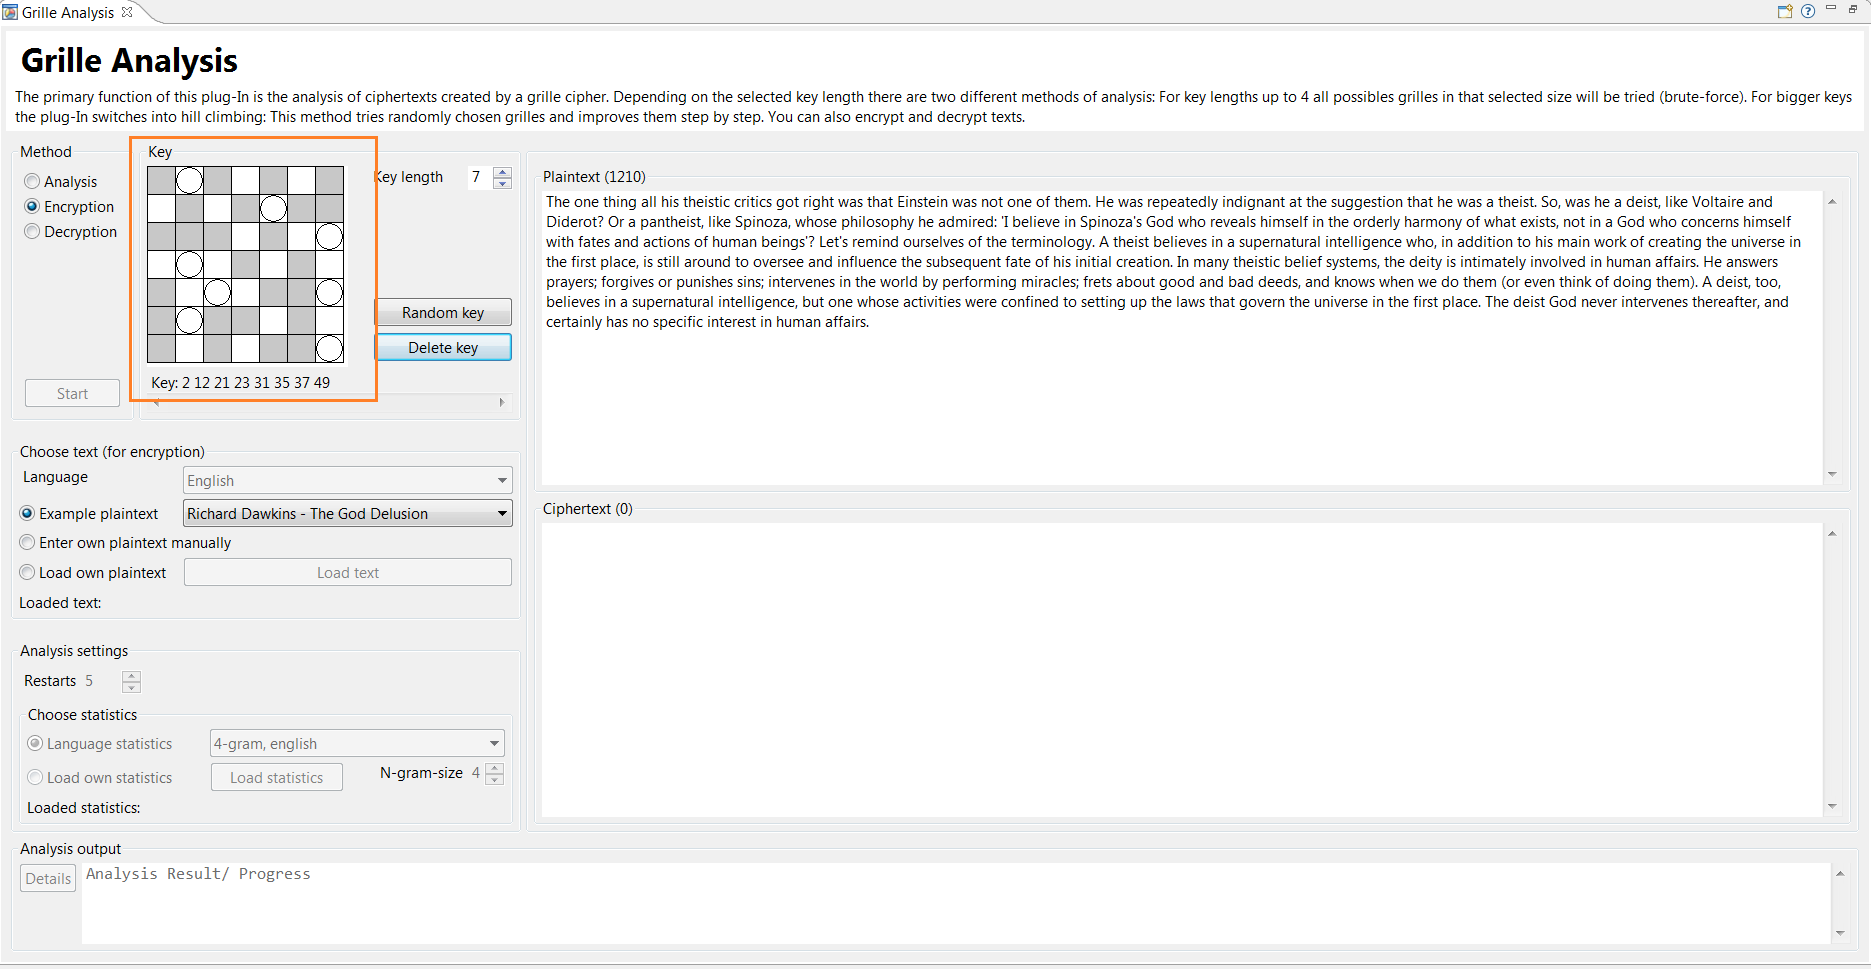 Grille Analysis
Grille Analysis
The primary function of this plug-In is the analysis of ciphertexts created by a grille cipher. Depending on the selected key length there are two different methods of analysis: For key lengths up to 4 all possibles grilles in that selected size will be tried (brute-force). For bigger keys
the plug-In switches into hill climbing: This method tries randomly chosen grilles and improves them step by step. You can also encrypt and decrypt texts.
Method
Analysis
Encryption
Decryption
Start
Key
Key length 7
Random key
Delete key
Key: 2 12 21 23 31 35 37 49
Choose text (for encryption)
Language English
Example plaintext Richard Dawkins - The God Delusion
Enter own plaintext manually
Load own plaintext Load text
Loaded text:
Analysis settings
Restarts 5
Choose statistics
Language statistics 4-gram, english
Load own statistics Load statistics N-gram-size 4
Loaded statistics:
Plaintext (1210)
The one thing all his theistic critics got right was that Einstein was not one of them. He was repeatedly indignant at the suggestion that he was a theist. So, was he a deist, like Voltaire and
Diderot? Or a pantheist, like Spinoza, whose philosophy he admired: 'I believe in Spinoza's God who reveals himself in the orderly harmony of what exists, not in a God who concerns himself
with fates and actions of human beings'? Let's remind ourselves of the terminology. A theist believes in a supernatural intelligence who, in addition to his main work of creating the universe in
the first place, is still around to oversee and influence the subsequent fate of his initial creation. In many theistic belief systems, the deity is intimately involved in human affairs. He answers
prayers; forgives or punishes sins; intervenes in the world by performing miracles; frets about good and bad deeds, and knows when we do them (or even think of doing them). A deist, too,
believes in a supernatural intelligence, but one whose activities were confined to setting up the laws that govern the universe in the first place. The deist God never intervenes thereafter, and
certainly has no specific interest in human affairs.
Ciphertext (0)
Analysis output
Details
Analysis Result/ Progress